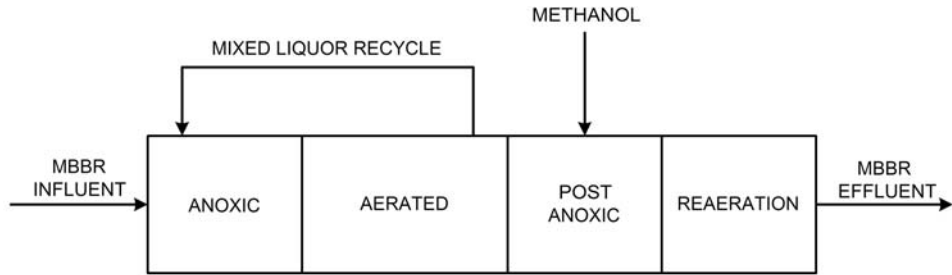 METHANOL
MIXED LIQUOR RECYCLE
MBBR
INFLUENT
ANOXIC
AERATED
POST
ANOXIC
REAERATION
MBBR
EFFLUENT